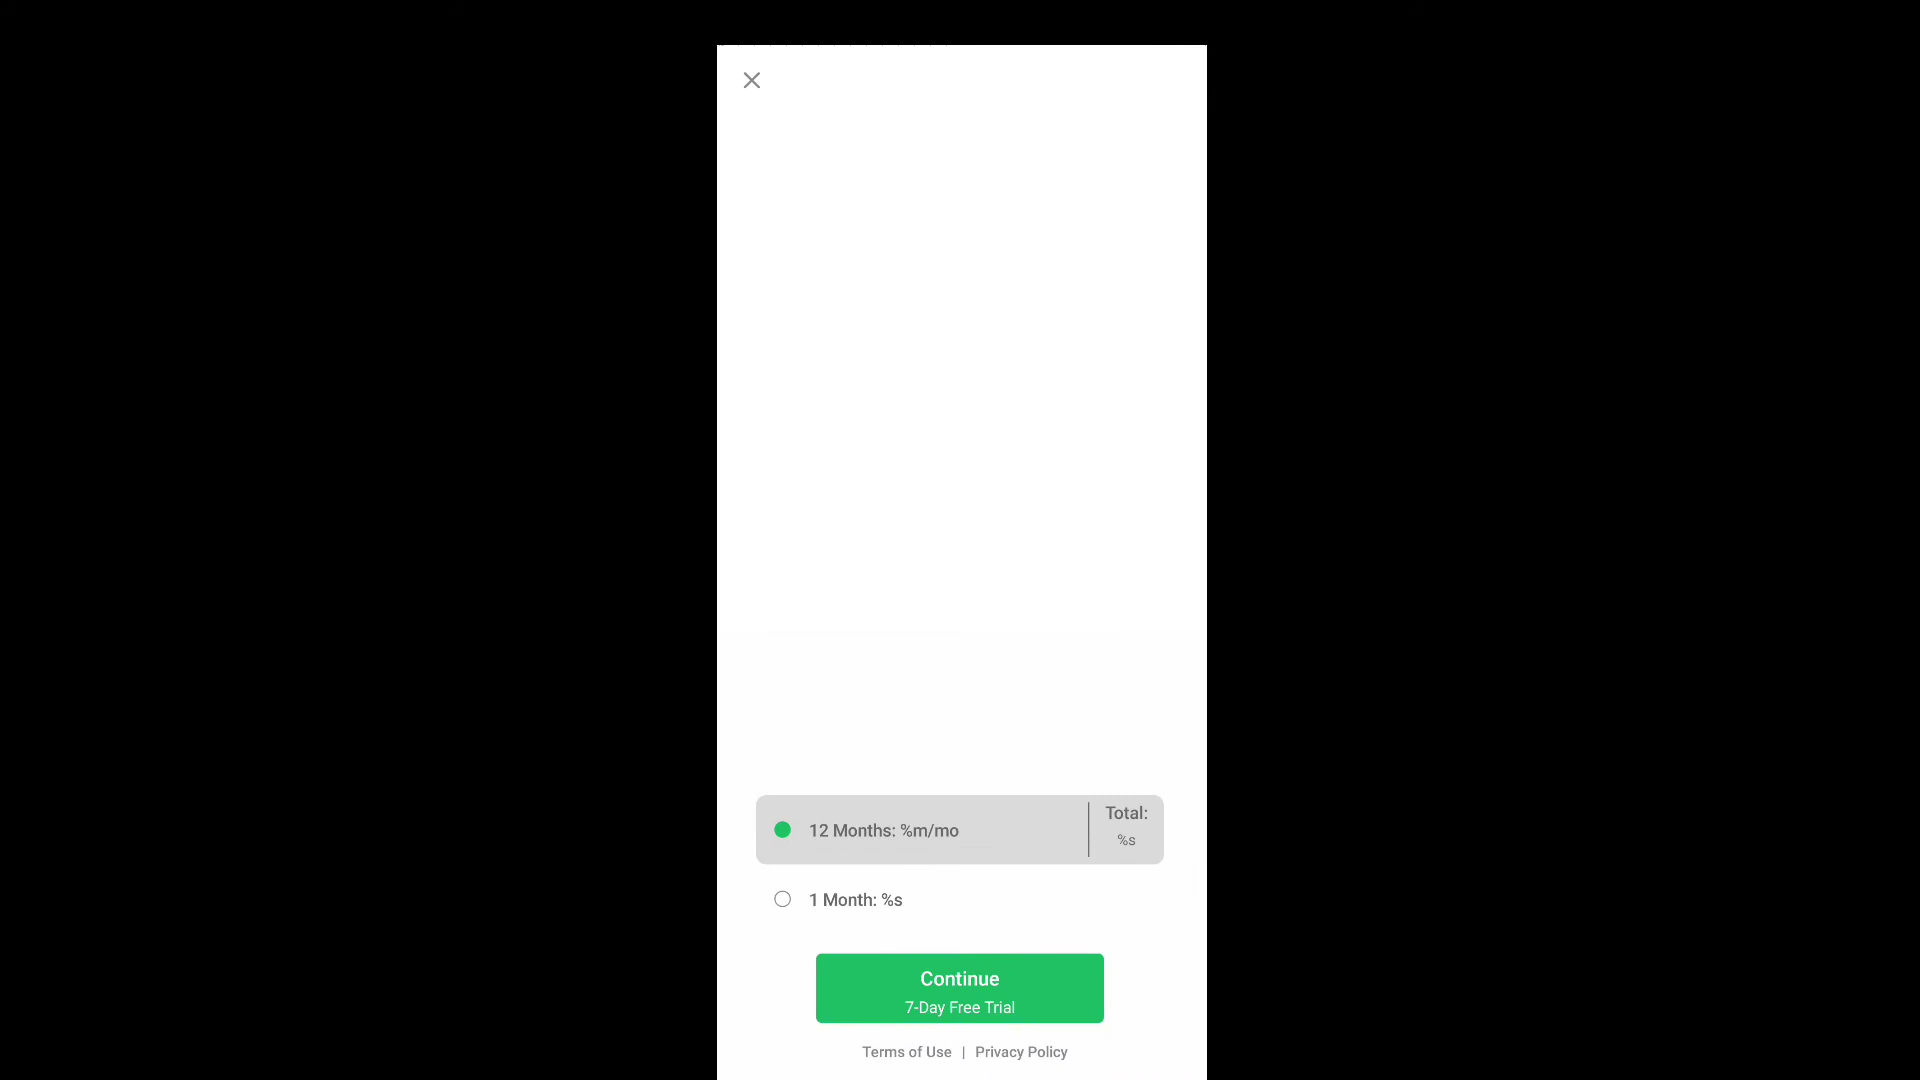 12 Months: %m/mo
Total:
%s
1 Month: %s
Continue
7-Day Free Trial
Terms of Use | Privacy Policy